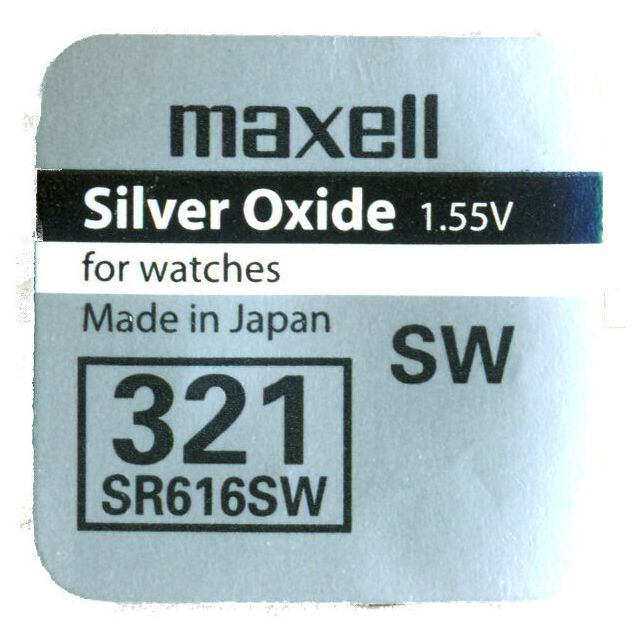 maxell
Silver Oxide 1.55V
for watches
Made in Japan
SW
321
SR616SW